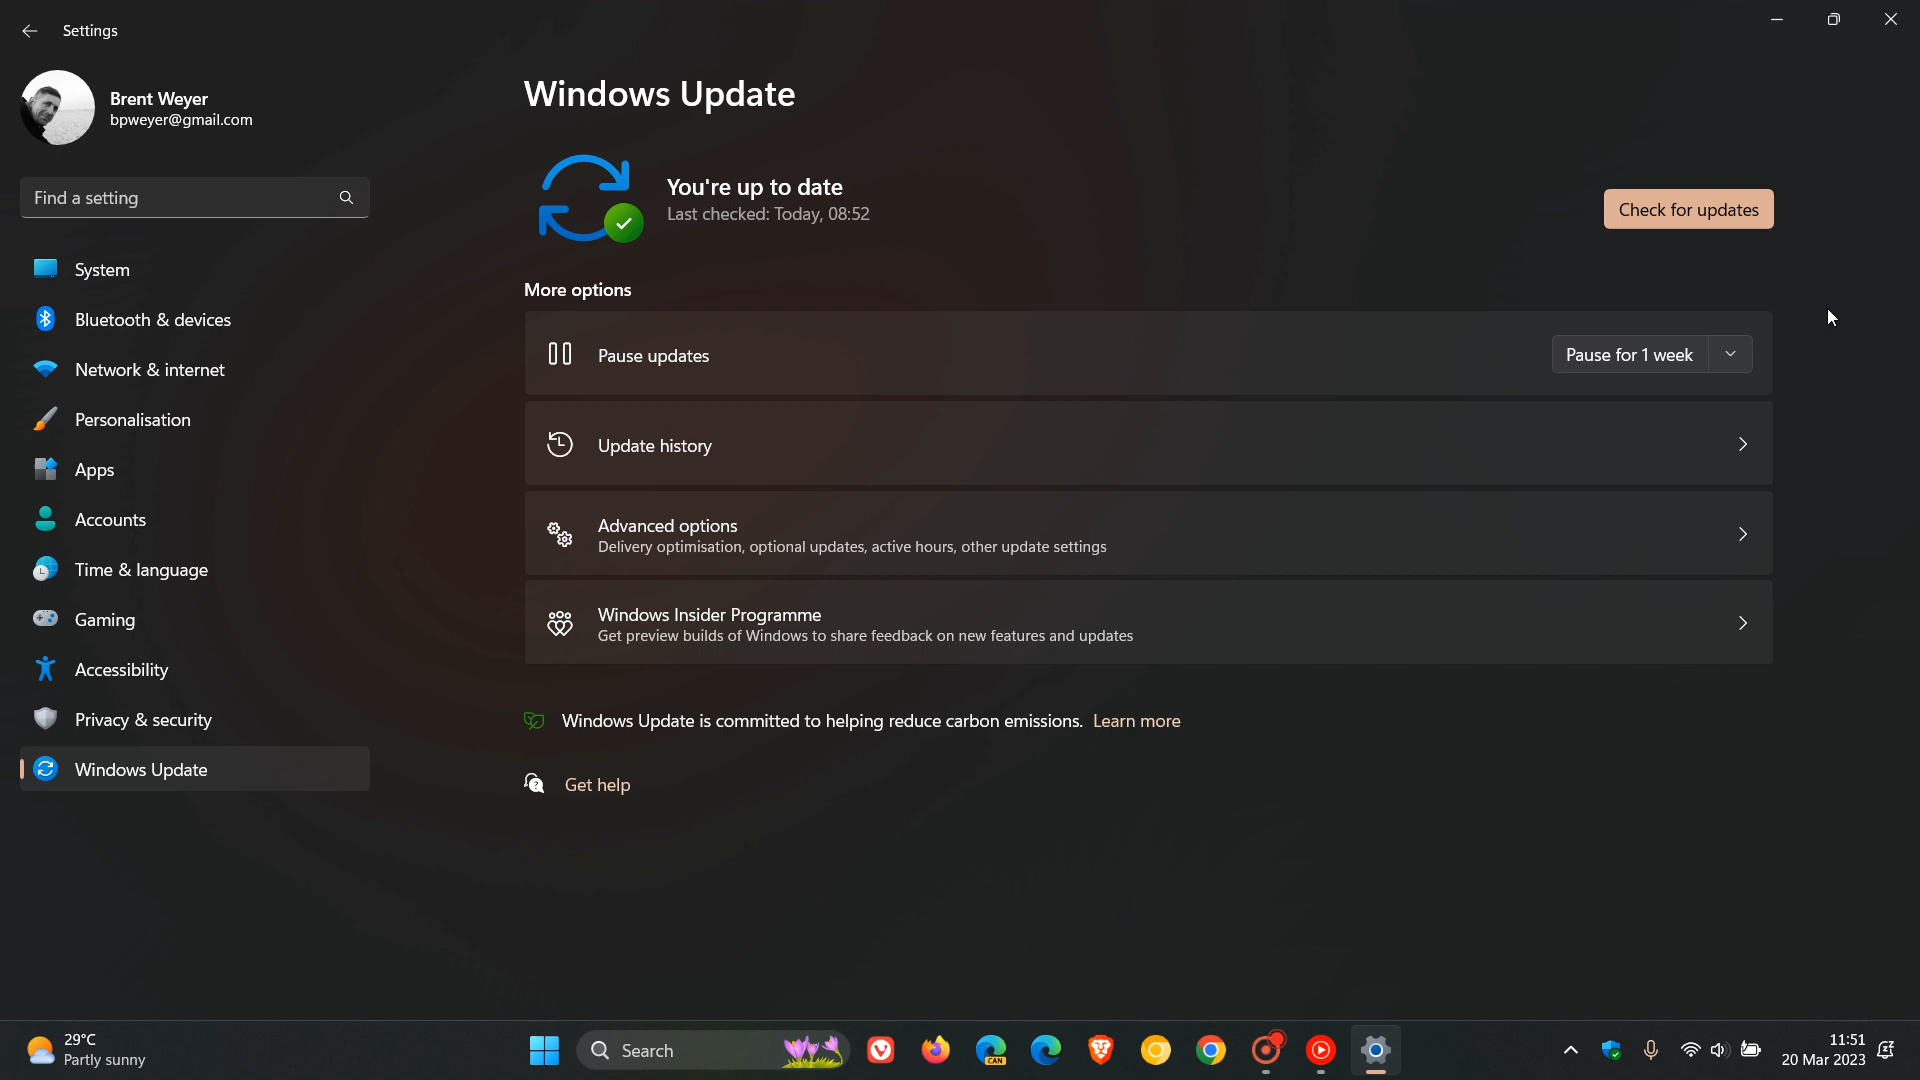 Settings
Brent Weyer
bpweyer@gmail.com
Find a setting
System
Bluetooth & devices
Network & internet
Personalisation
Apps
Accounts
Time & language
Gaming
Accessibility
Privacy & security
Windows Update
Windows Update
You're up to date
Last checked: Today, 08:52
Check for updates
More options
Pause updates
Pause for 1 week
Update history
Advanced options
Delivery optimisation, optional updates, active hours, other update settings
Windows Insider Programme
Get preview builds of Windows to share feedback on new features and updates
Windows Update is committed to helping reduce carbon emissions. Learn more
Get help
29°C
Partly sunny
Search
CAN
11:51
20 Mar 2023